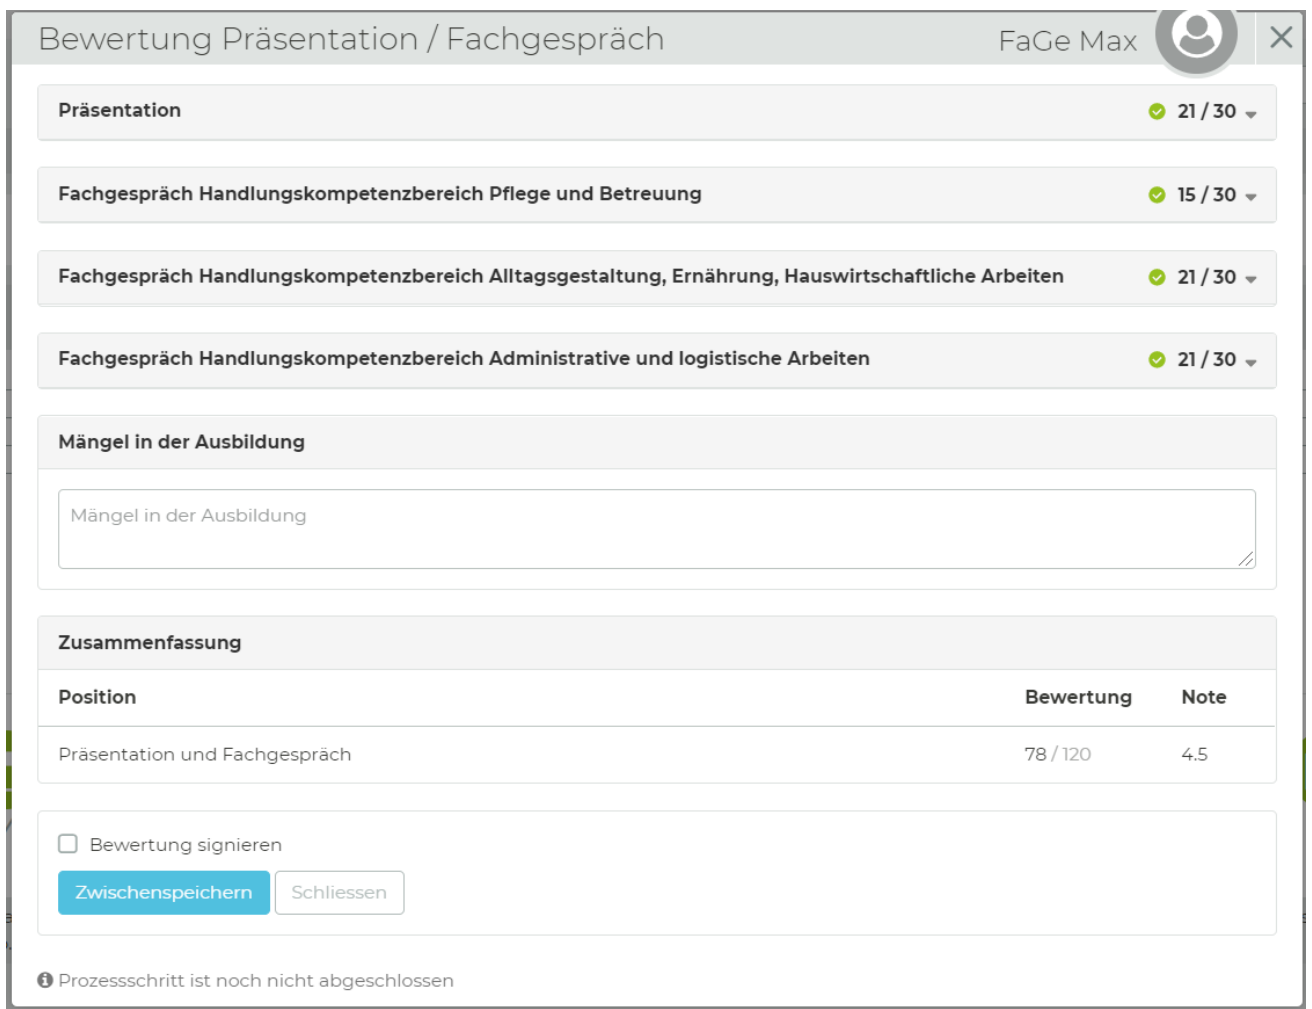 Bewertung Präsentation / Fachgespräch FaGe Max
Präsentation 21 / 30
Fachgespräch Handlungskompetenzbereich Pflege und Betreuung 15 / 30
Fachgespräch Handlungskompetenzbereich Alltagsgestaltung, Ernährung, Hauswirtschaftliche Arbeiten 21 / 30
Fachgespräch Handlungskompetenzbereich Administrative und logistische Arbeiten 21 / 30
Mängel in der Ausbildung
Mängel in der Ausbildung
Zusammenfassung
Position Bewertung Note
Präsentation und Fachgespräch 78 / 120 4.5
Bewertung signieren
Zwischenspeichern Schliessen
Prozessschritt ist noch nicht abgeschlossen